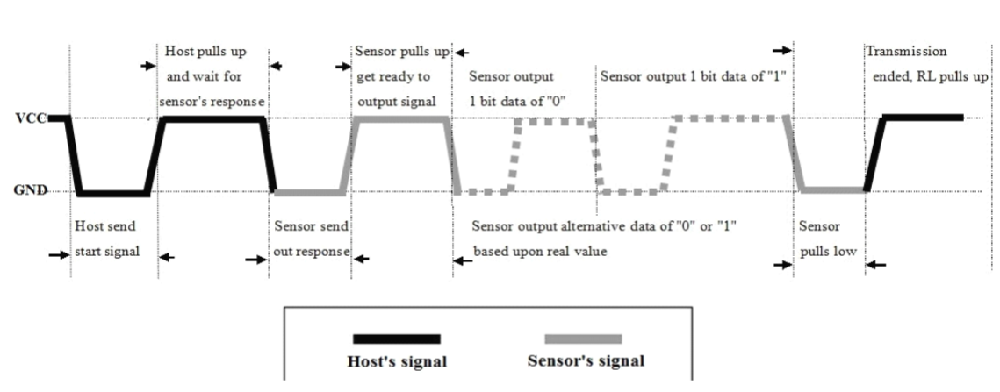 Host pulls up
and wait for
sensor's response
Sensor pulls up
get ready to
output signal
Sensor output
1 bit data of "0"
Sensor output 1 bit data of "1"
Transmission
ended, RL pulls up
VCC
GND
Host send
start signal
Sensor send
out response
Sensor output alternative data of "0" or "1"
based upon real value
Sensor
pulls low
Host's signal
Sensor's signal